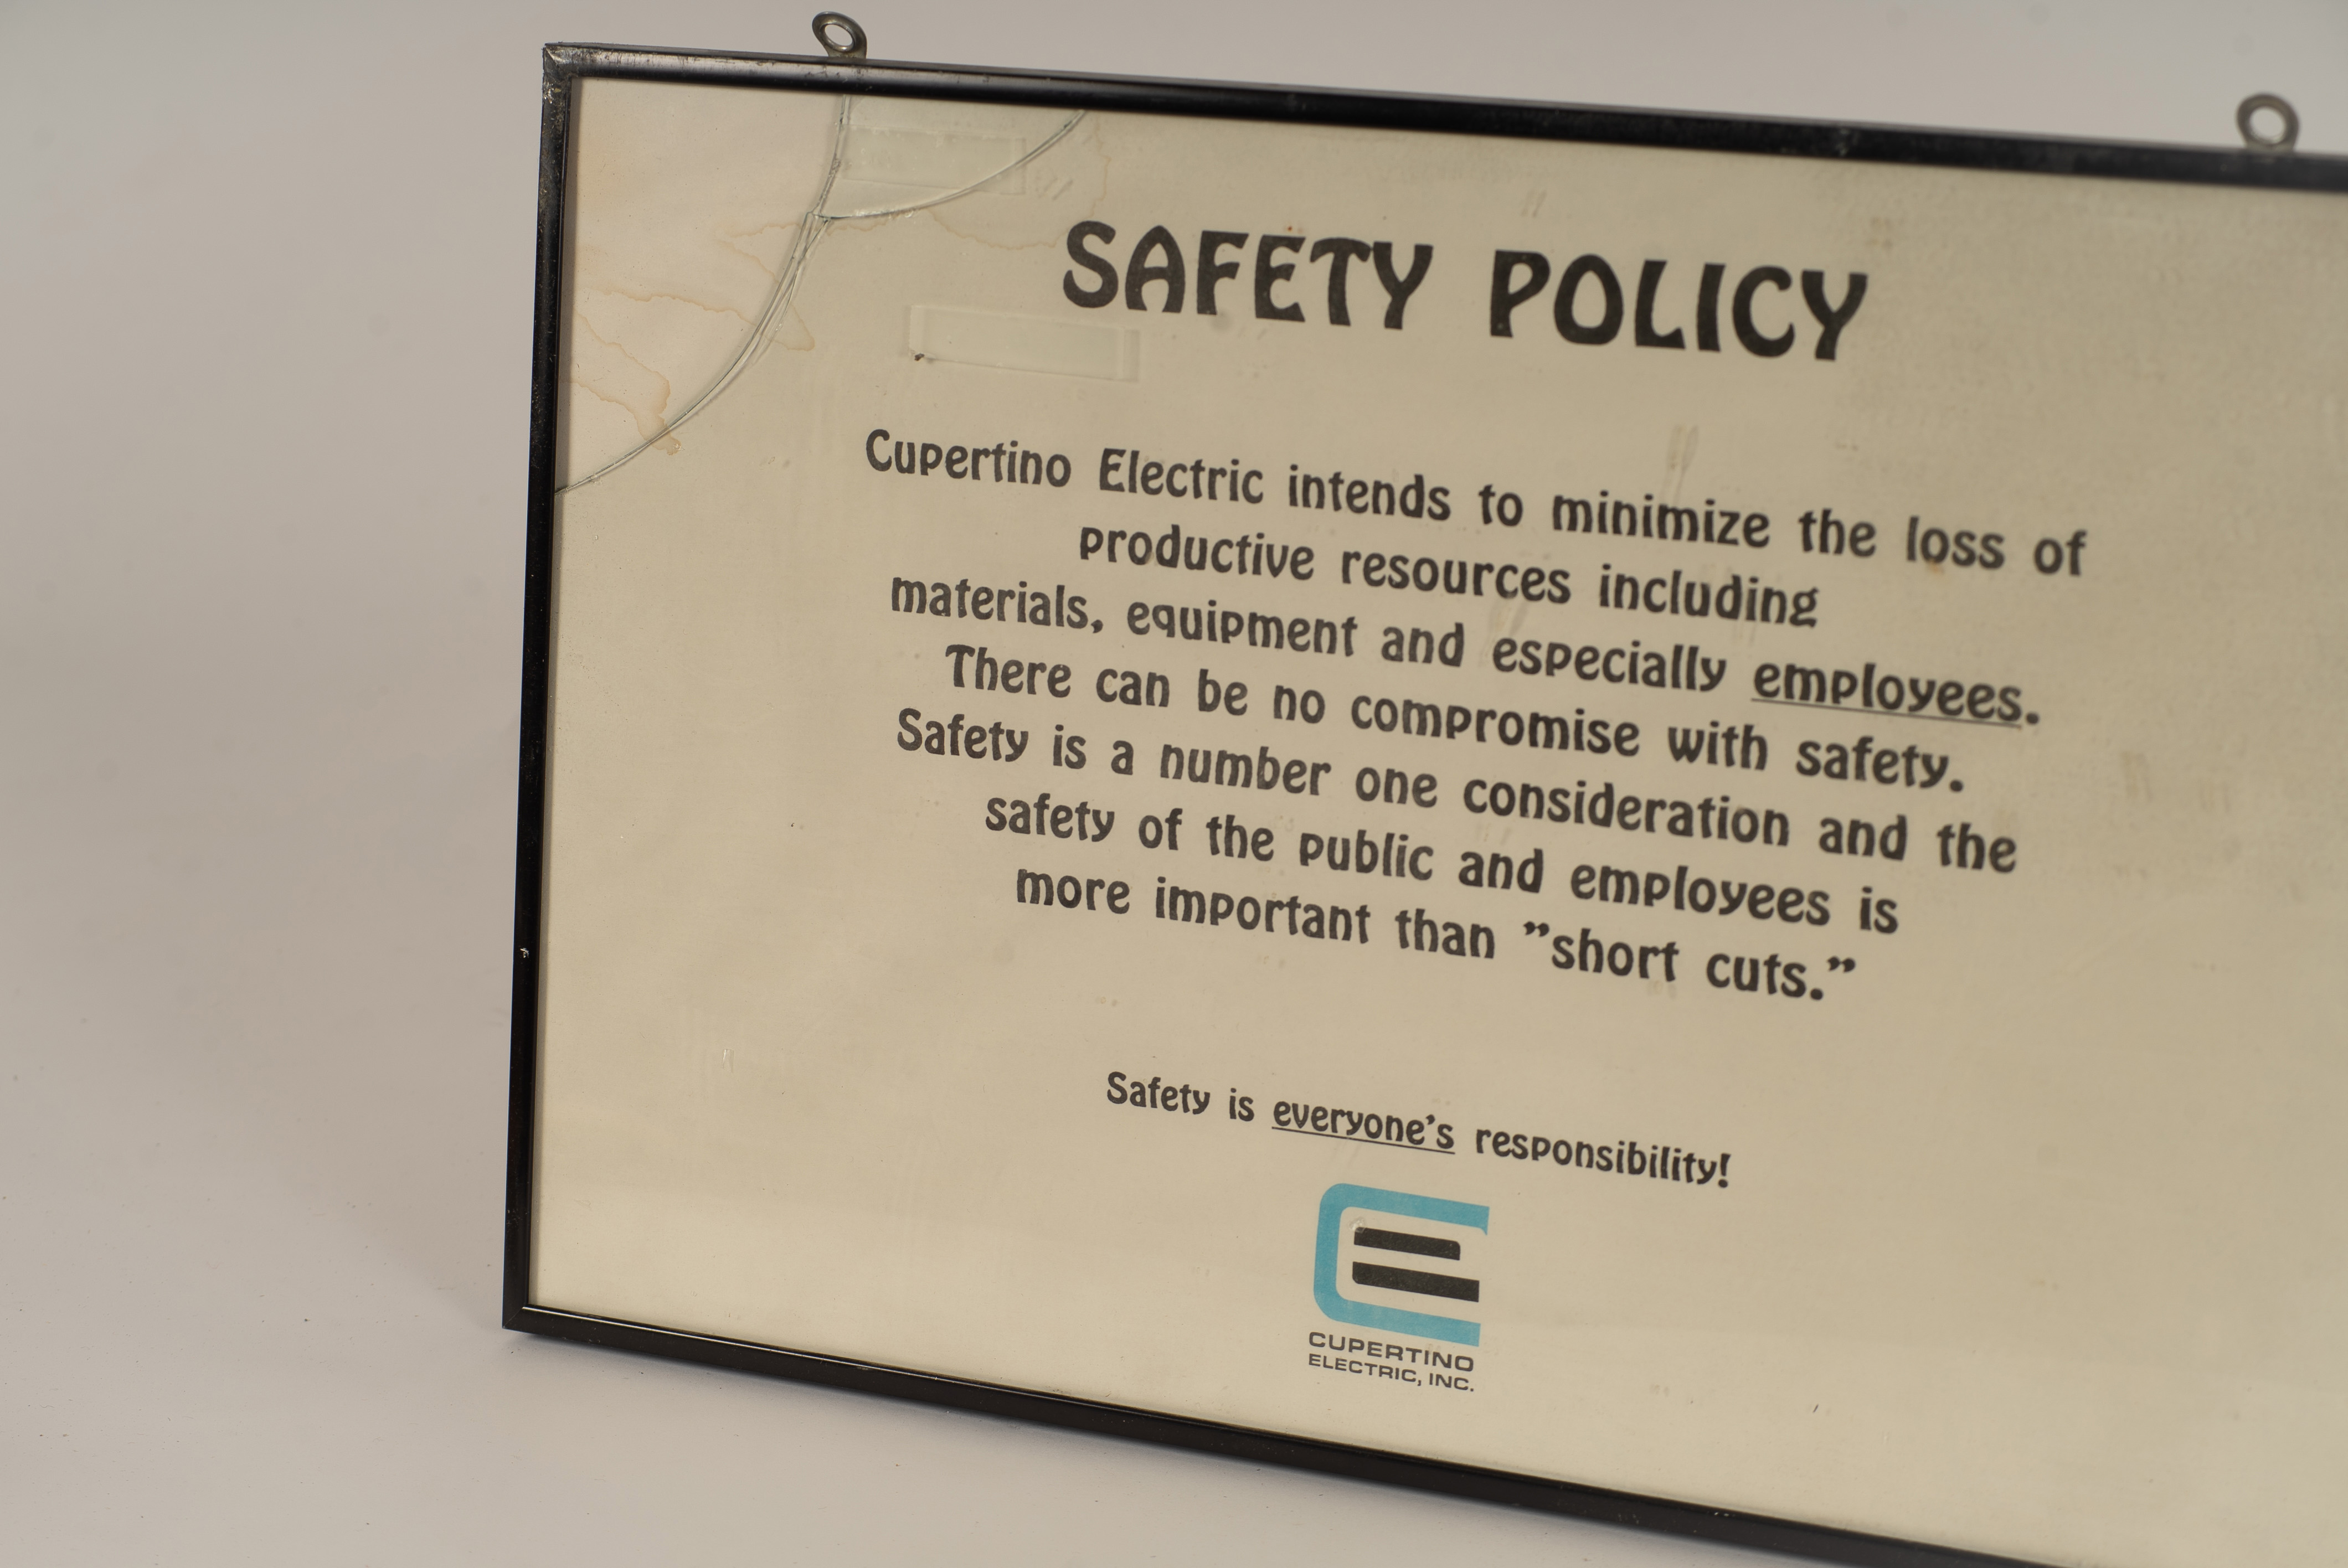 SAFETY POLICY
Cupertino Electric intends to minimize the loss of
productive resources including
materials, equipment and especially employees.
There can be no compromise with safety.
Safety is a number one consideration and the
safety of the public and employees is
more important than ”short cuts.”
Safety is everyone’s responsibility!
CUPERTINO
ELECTRIC, INC.